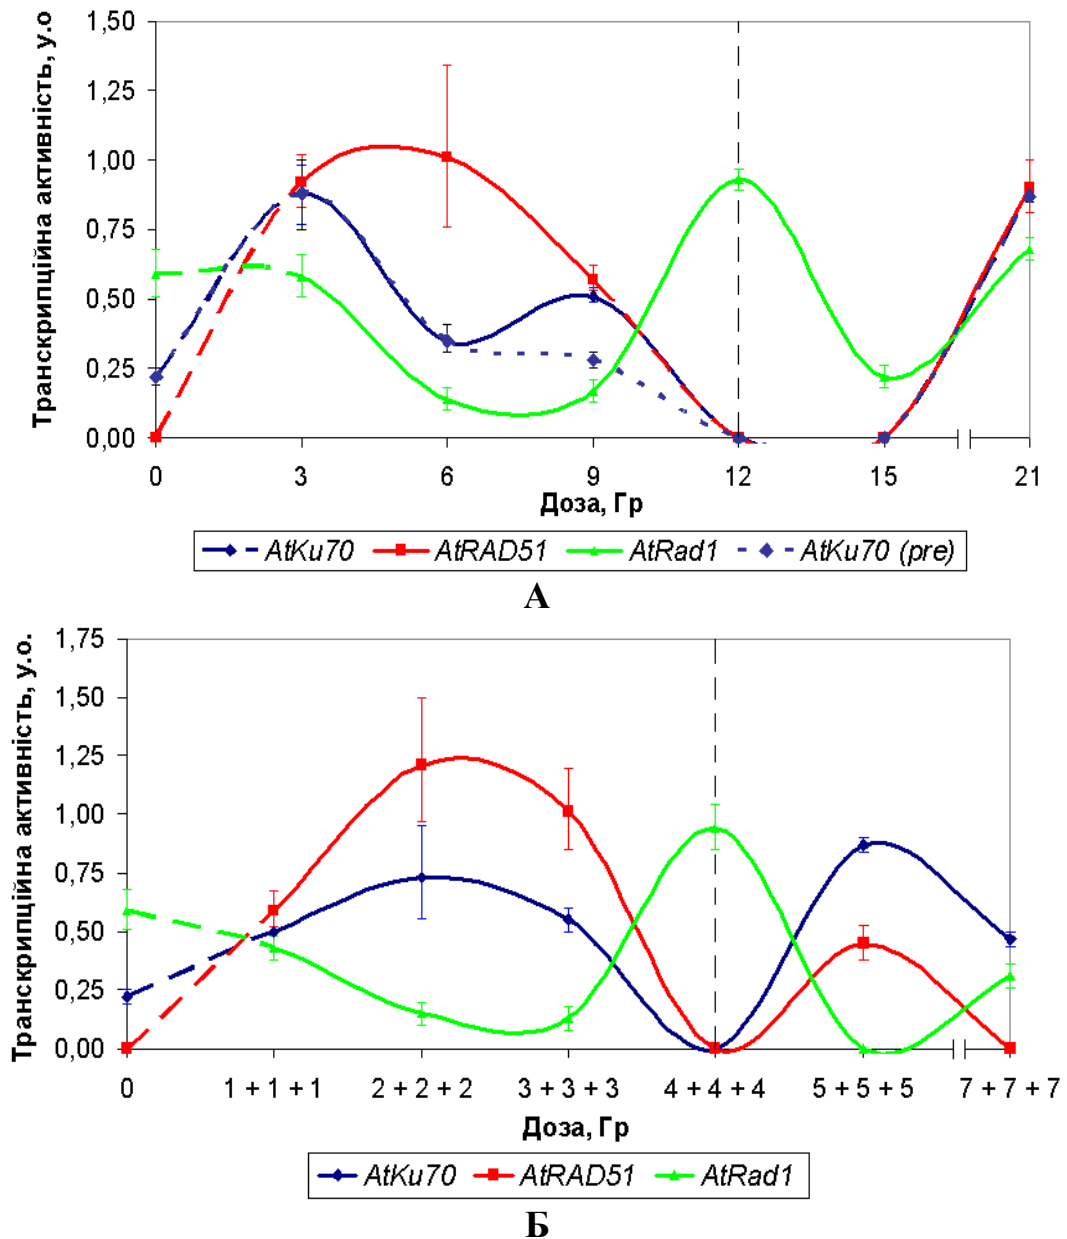 Транскрипційна активність, у.о
1,50
1,25
1,00
0,75
0,50
0,25
0,00
0 3 6 9 12 15 21
Доза, Гр
AtKu70 AtRAD51 AtRad1 AtKu70 (pre)
А
Транскрипційна активність, у.о.
1,75
1,50
1,25
1,00
0,75
0,50
0,25
0,00
0 1 + 1 + 1 2 + 2 + 2 3 + 3 + 3 4 + 4 + 4 5 + 5 + 5 7 + 7 + 7
Доза, Гр
AtKu70 AtRAD51 AtRad1
Б